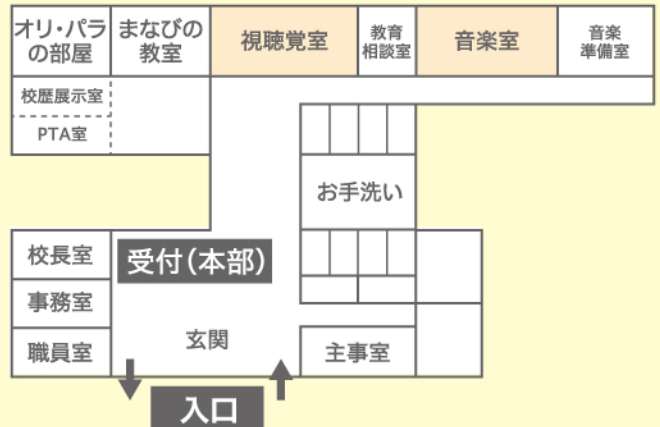 オリ・パラ
の部屋
まなびの
教室
視聴覚室
教育
相談室
音楽室
音楽
準備室
校歴展示室
PTA室
お手洗い
校長室
受付（本部）
事務室
玄関
職員室
主事室
入口